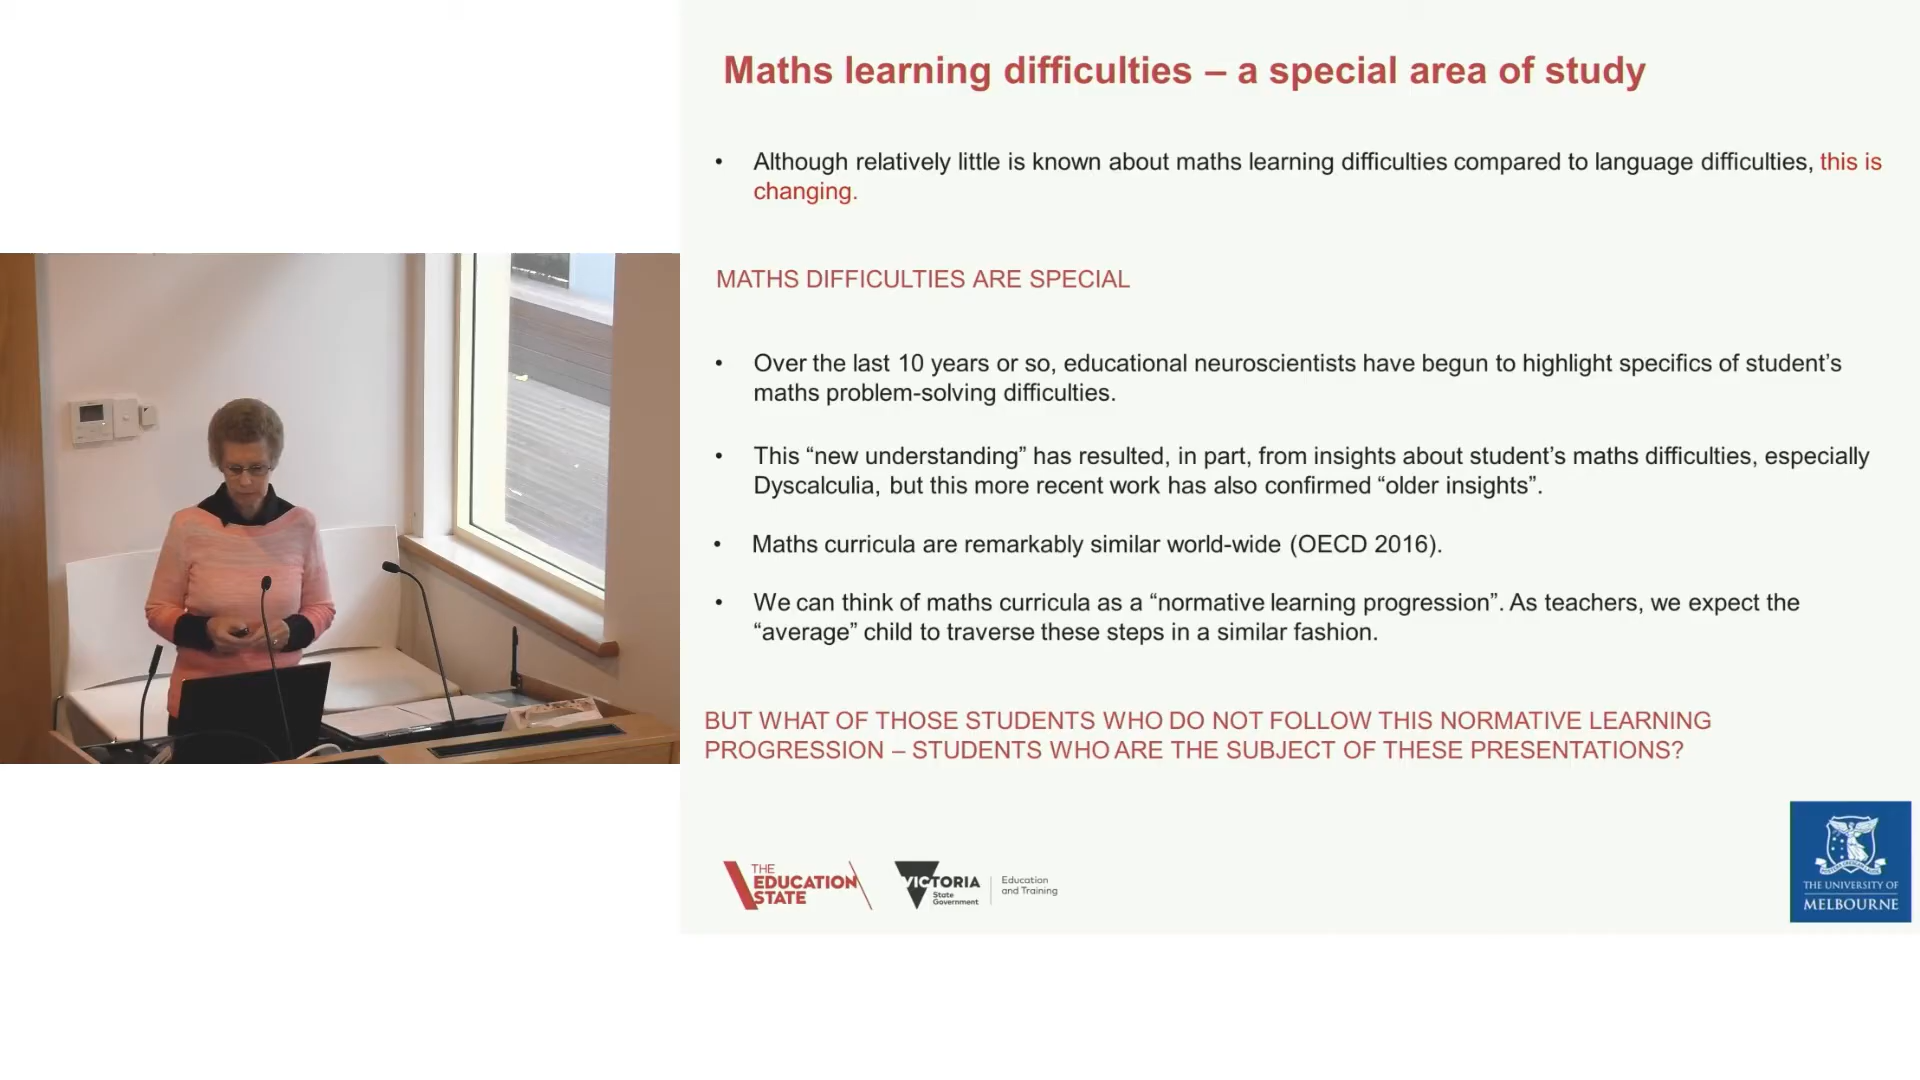 Maths learning difficulties – a special area of study
• Although relatively little is known about maths learning difficulties compared to language difficulties, this is
changing.
MATHS DIFFICULTIES ARE SPECIAL
• Over the last 10 years or so, educational neuroscientists have begun to highlight specifics of student’s
maths problem-solving difficulties.
• This “new understanding” has resulted, in part, from insights about student’s maths difficulties, especially
Dyscalculia, but this more recent work has also confirmed “older insights”.
• Maths curricula are remarkably similar world-wide (OECD 2016).
• We can think of maths curricula as a “normative learning progression”. As teachers, we expect the
“average” child to traverse these steps in a similar fashion.
BUT WHAT OF THOSE STUDENTS WHO DO NOT FOLLOW THIS NORMATIVE LEARNING
PROGRESSION – STUDENTS WHO ARE THE SUBJECT OF THESE PRESENTATIONS?
THE
EDUCATION
STATE
VICTORIA
State
Government
Education
and Training
THE UNIVERSITY OF
MELBOURNE